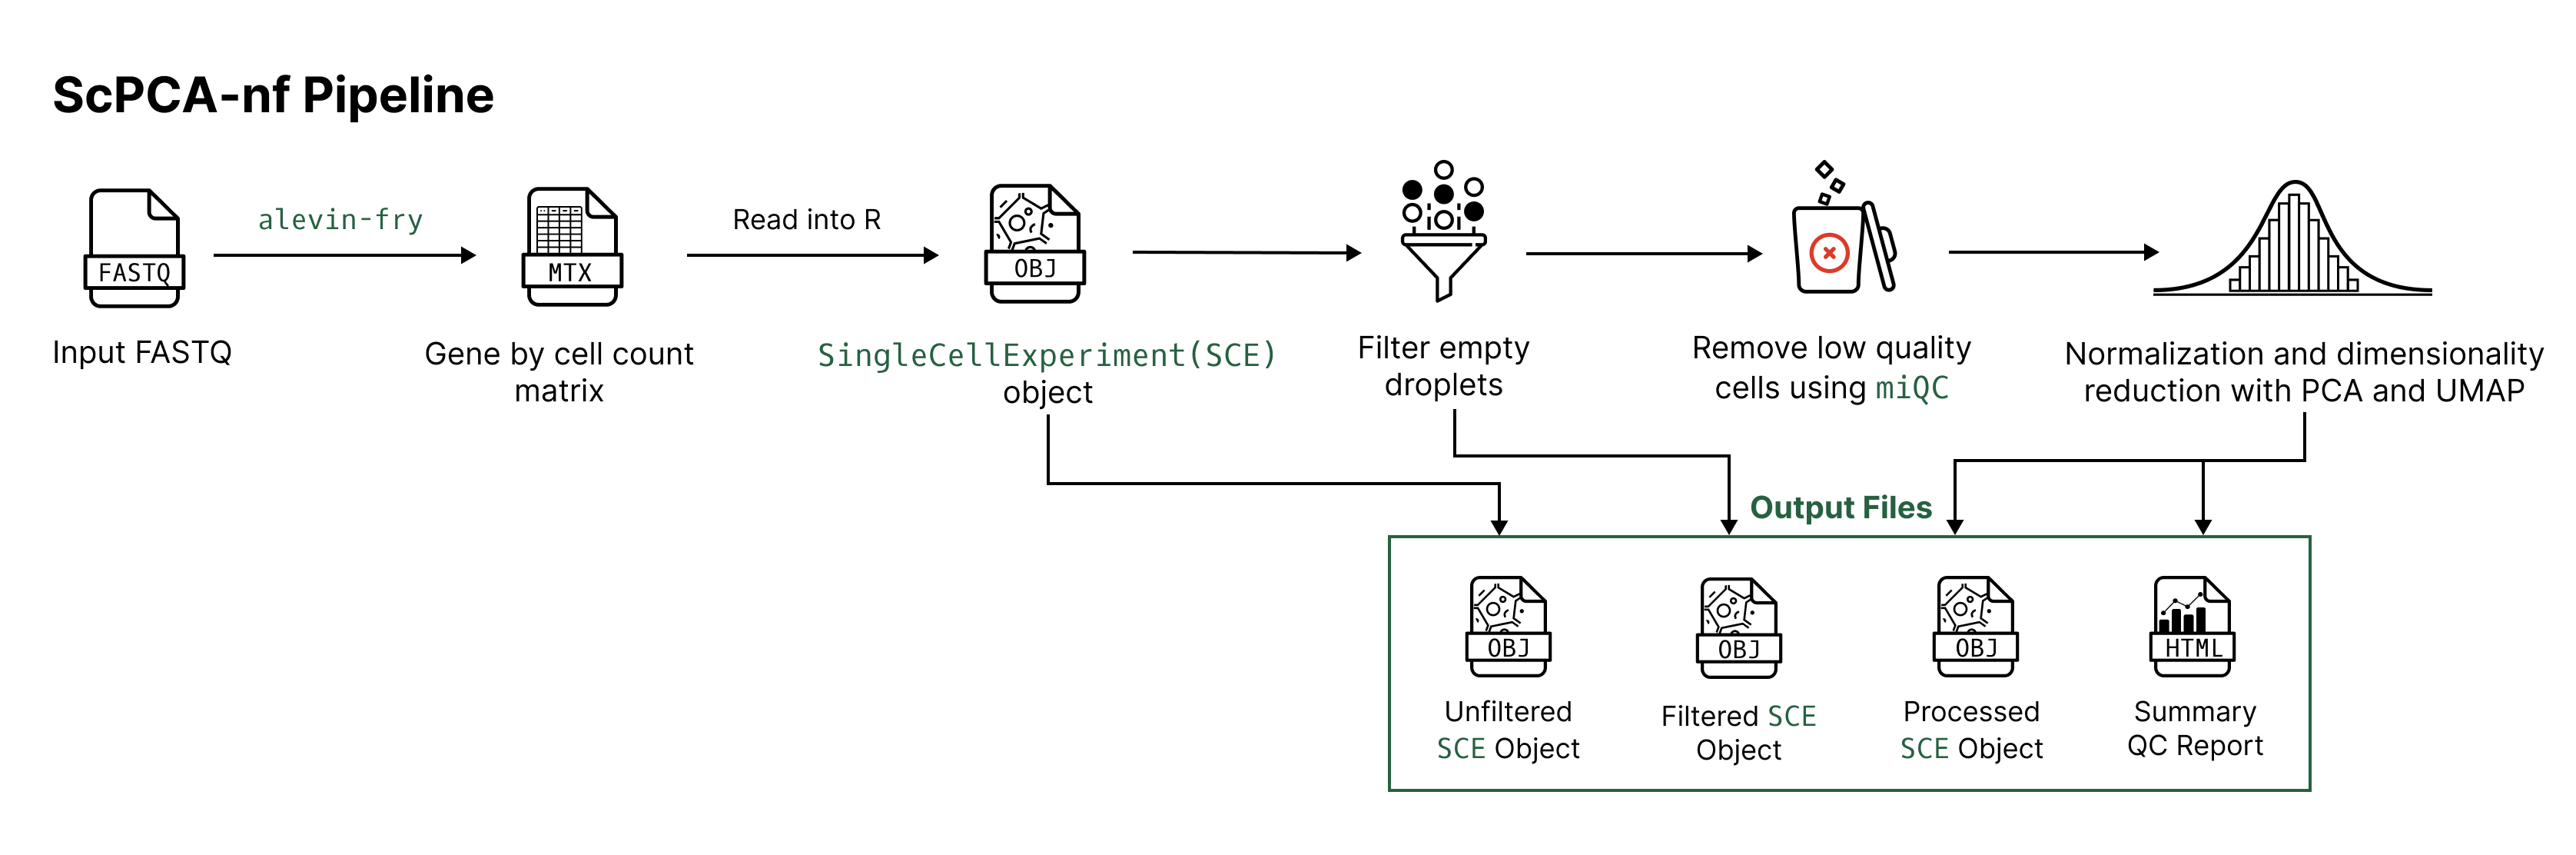 ScPCA-nf Pipeline
FASTQ
Input FASTQ
alevin-fry
MTX
Gene by cell count
matrix
Read into R
OBJ
SingleCellExperiment(SCE)
object
Filter empty
droplets
Remove low quality
cells using miQC
Normalization and dimensionality
reduction with PCA and UMAP
Output Files
OBJ
Unfiltered
SCE Object
OBJ
Filtered SCE
Object
OBJ
Processed
SCE Object
HTML
Summary
QC Report